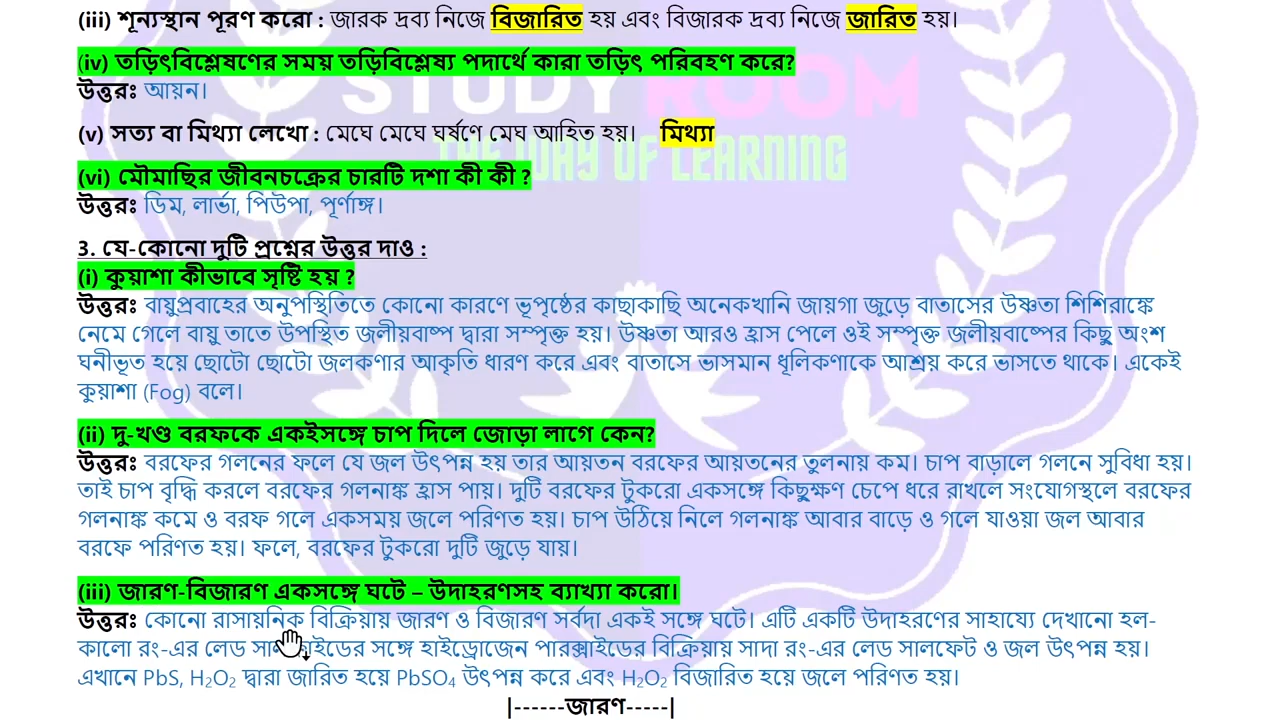 (iii) শূন্যস্থান পূরণ করো : জারক দ্রব্য নিজে বিজারিত হয় এবং বিজারক দ্রব্য নিজে জারিত হয়।
(iv) তড়িৎবিশ্লেষণের সময় তড়িবিশ্লেষ্য পদার্থে কারা তড়িৎ পরিবহণ করে?
উত্তরঃ আয়ন।
STUDY ROOM
(v) সত্য বা মিথ্যা লেখো : মেঘে মেঘে ঘর্ষণে মেঘ আহিত হয়। মিথ্যা
THE WAY OF LEARNING
(vi) মৌমাছির জীবনচক্রের চারটি দশা কী কী ?
উত্তরঃ ডিম, লার্ভা, পিউপা, পূর্ণাঙ্গ।
3. যে-কোনো দুটি প্রশ্নের উত্তর দাও :
(i) কুয়াশা কীভাবে সৃষ্টি হয় ?
উত্তরঃ বায়ুপ্রবাহের অনুপস্থিতিতে কোনো কারণে ভূপৃষ্ঠের কাছাকাছি অনেকখানি জায়গা জুড়ে বাতাসের উষ্ণতা শিশিরাঙ্কে
নেমে গেলে বায়ু তাতে উপস্থিত জলীয়বাষ্প দ্বারা সম্পৃক্ত হয়। উষ্ণতা আরও হ্রাস পেলে ওই সম্পৃক্ত জলীয়বাষ্পের কিছু অংশ
ঘনীভূত হয়ে ছোটো ছোটো জলকণার আকৃতি ধারণ করে এবং বাতাসে ভাসমান ধূলিকণাকে আশ্রয় করে ভাসতে থাকে। একেই
কুয়াশা (Fog) বলে।
(ii) দু-খণ্ড বরফকে একইসঙ্গে চাপ দিলে জোড়া লাগে কেন?
উত্তরঃ বরফের গলনের ফলে যে জল উৎপন্ন হয় তার আয়তন বরফের আয়তনের তুলনায় কম। চাপ বাড়ালে গলনে সুবিধা হয়।
তাই চাপ বৃদ্ধি করলে বরফের গলনাঙ্ক হ্রাস পায়। দুটি বরফের টুকরো একসঙ্গে কিছুক্ষণ চেপে ধরে রাখলে সংযোগস্থলে বরফের
গলনাঙ্ক কমে ও বরফ গলে একসময় জলে পরিণত হয়। চাপ উঠিয়ে নিলে গলনাঙ্ক আবার বাড়ে ও গলে যাওয়া জল আবার
বরফে পরিণত হয়। ফলে, বরফের টুকরো দুটি জুড়ে যায়।
(iii) জারণ-বিজারণ একসঙ্গে ঘটে – উদাহরণসহ ব্যাখ্যা করো।
উত্তরঃ কোনো রাসায়নিক বিক্রিয়ায় জারণ ও বিজারণ সর্বদা একই সঙ্গে ঘটে। এটি একটি উদাহরণের সাহায্যে দেখানো হল-
কালো রং-এর লেড সঙ্গে হাইড্রোজেন পারক্সাইডের বিক্রিয়ায় সাদা রং-এর লেড সালফেট ও জল উৎপন্ন হয়।
এখানে PbS, H₂O₂ দ্বারা জারিত হয়ে PbSO₄ উৎপন্ন করে এবং H₂O₂ বিজারিত হয়ে জলে পরিণত হয়।
|------জারণ-----|